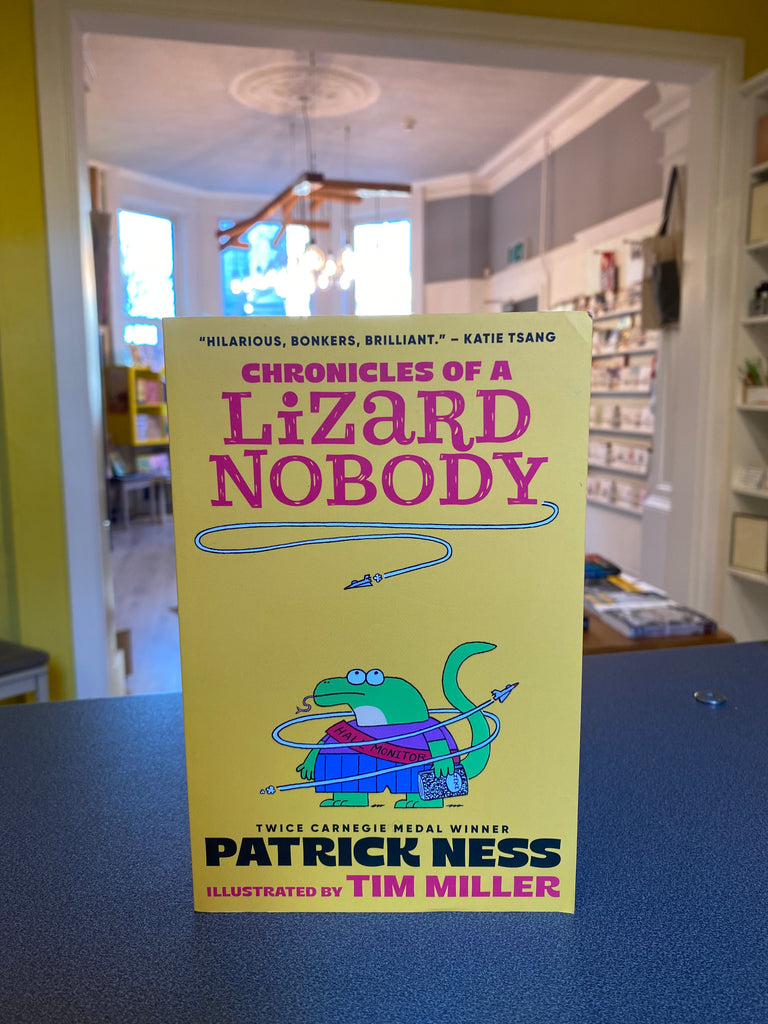 “HILARIOUS, BONKERS, BRILLIANT.” – KATIE TSANG
CHRONICLES OF A
LiZaRD
NOBODY
HALL MONITOR
TWICE CARNEGIE MEDAL WINNER
PATRICK NESS
ILLUSTRATED BY TIM MILLER